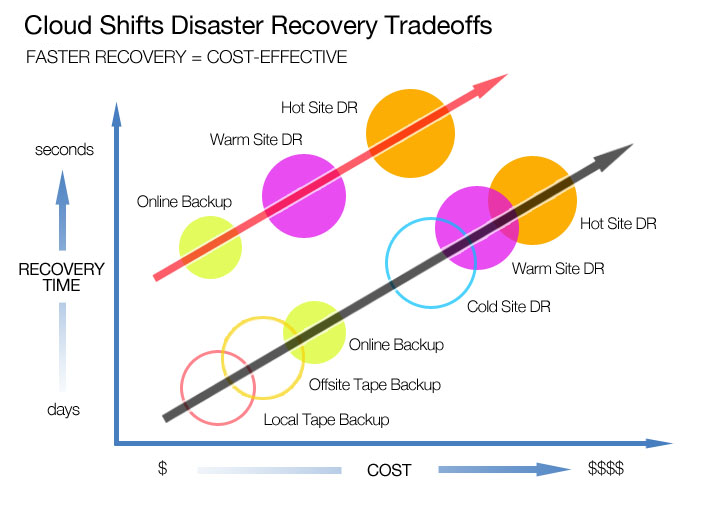 Cloud Shifts Disaster Recovery Tradeoffs
FASTER RECOVERY = COST-EFFECTIVE
Hot Site DR
Warm Site DR
seconds
Online Backup
Hot Site DR
RECOVERY
TIME
Warm Site DR
Cold Site DR
Online Backup
Offsite Tape Backup
days
Local Tape Backup
$
COST
$$$$